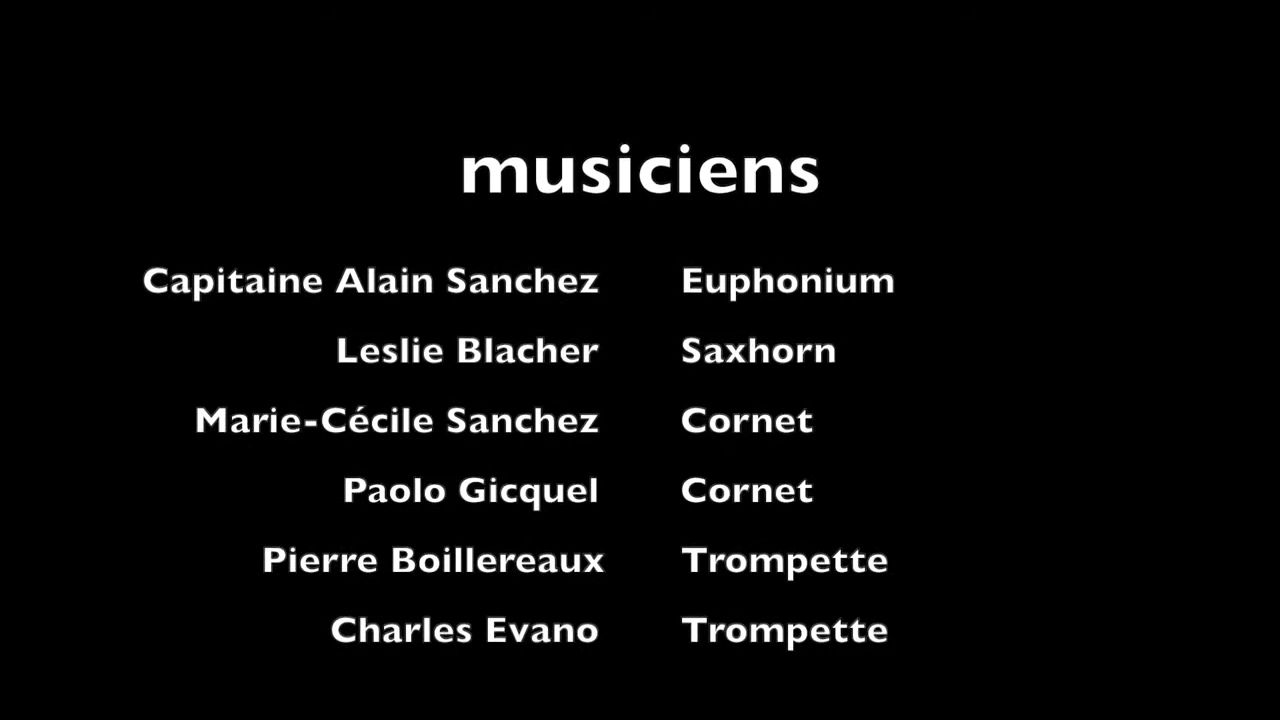 musiciens
Capitaine Alain Sanchez Euphonium
Leslie Blacher Saxhorn
Marie-Cécile Sanchez Cornet
Paolo Gicquel Cornet
Pierre Boillereaux Trompette
Charles Evano Trompette